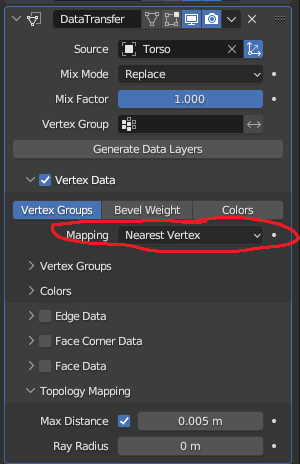 DataTransfer
Source Torso
Mix Mode Replace
Mix Factor 1.000
Vertex Group
Generate Data Layers
Vertex Data
Vertex Groups Bevel Weight Colors
Mapping Nearest Vertex
Vertex Groups
Colors
Edge Data
Face Corner Data
Face Data
Topology Mapping
Max Distance 0.005 m
Ray Radius 0 m